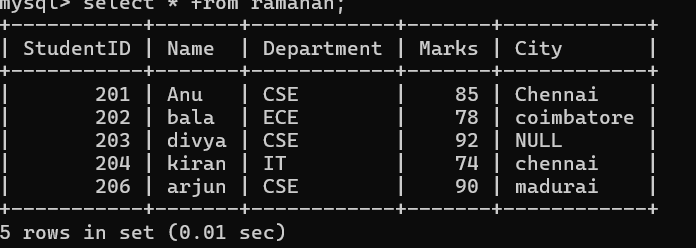 mysql> select * from ramanan;
+-----------+-------+------------+-------+------------+
| StudentID | Name  | Department | Marks | City       |
+-----------+-------+------------+-------+------------+
|       201 | Anu   | CSE        |    85 | Chennai    |
|       202 | bala  | ECE        |    78 | coimbatore |
|       203 | divya | CSE        |    92 | NULL       |
|       204 | kiran | IT         |    74 | chennai    |
|       206 | arjun | CSE        |    90 | madurai    |
+-----------+-------+------------+-------+------------+
5 rows in set (0.01 sec)